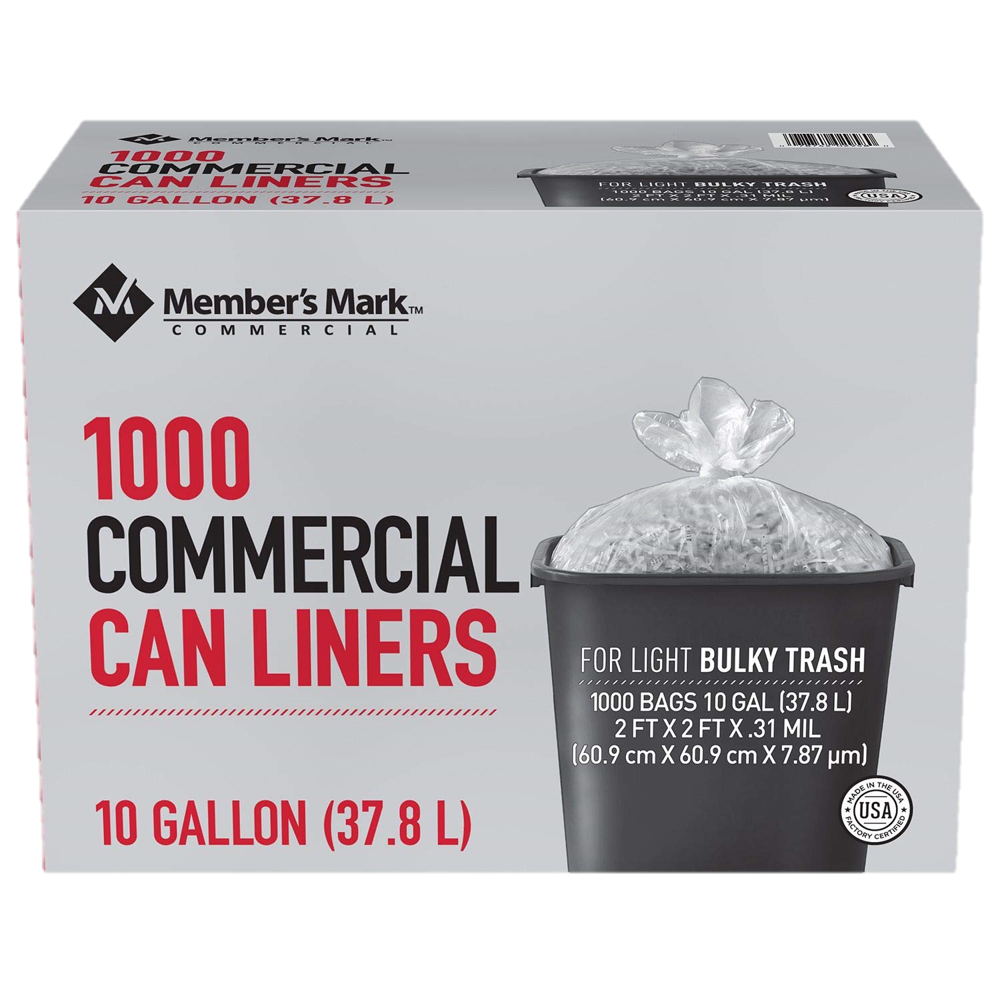 Member's Mark™
COMMERCIAL
1000
COMMERCIAL
CAN LINERS
10 GALLON (37.8 L)
FOR LIGHT BULKY TRASH
1000 BAGS 10 GAL (37.8 L)
2 FT X 2 FT X .31 MIL
(60.9 cm X 60.9 cm X 7.87 µm)
USA
Member's Mark™
COMMERCIAL
1000
COMMERCIAL
CAN LINERS
10 GALLON (37.8 L)
FOR LIGHT BULKY TRASH
1000 BAGS 10 GAL (37.8 L)
2 FT X 2 FT X .31 MIL
(60.9 cm X 60.9 cm X 7.87 µm)
MADE IN THE USA
USA
FACTORY CERTIFIED